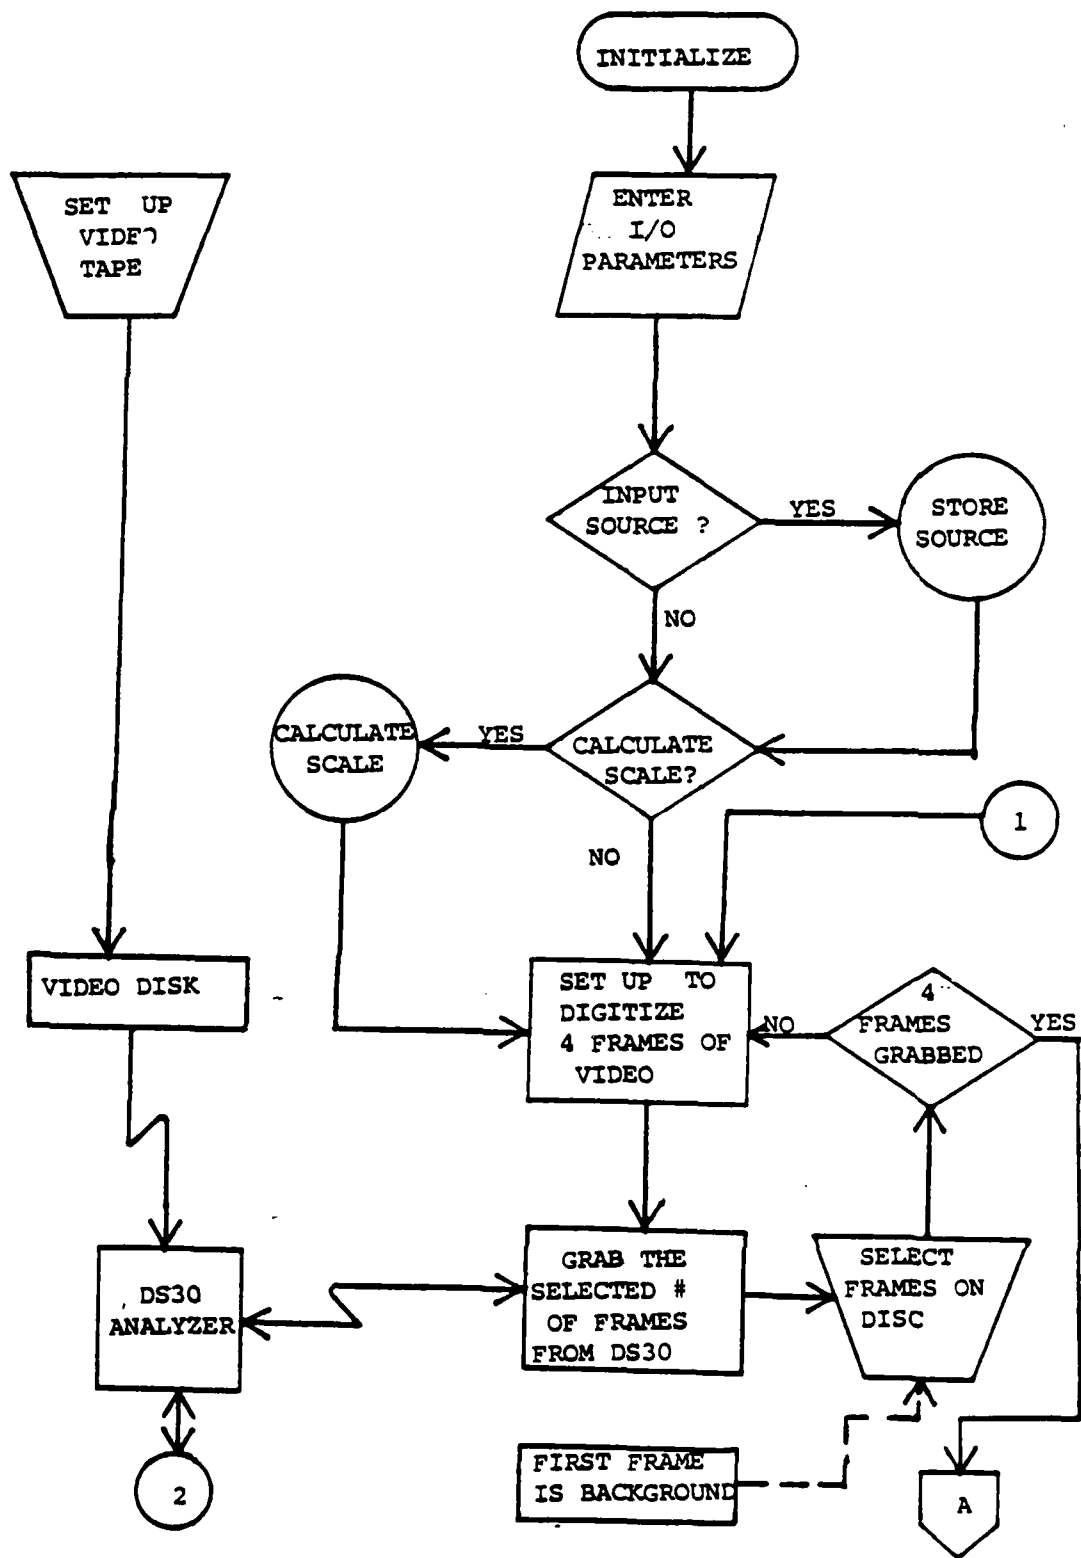 INITIALIZE
SET UP
VIDEO
TAPE
ENTER
I/O
PARAMETERS
INPUT
SOURCE ?
YES
STORE
SOURCE
NO
CALCULATE
SCALE
YES
CALCULATE
SCALE?
1
NO
VIDEO DISK
SET UP TO
DIGITIZE
4 FRAMES OF
VIDEO
NO
4
FRAMES
GRABBED
YES
DS30
ANALYZER
GRAB THE
SELECTED #
OF FRAMES
FROM DS30
SELECT
FRAMES ON
DISC
2
FIRST FRAME
IS BACKGROUND
A